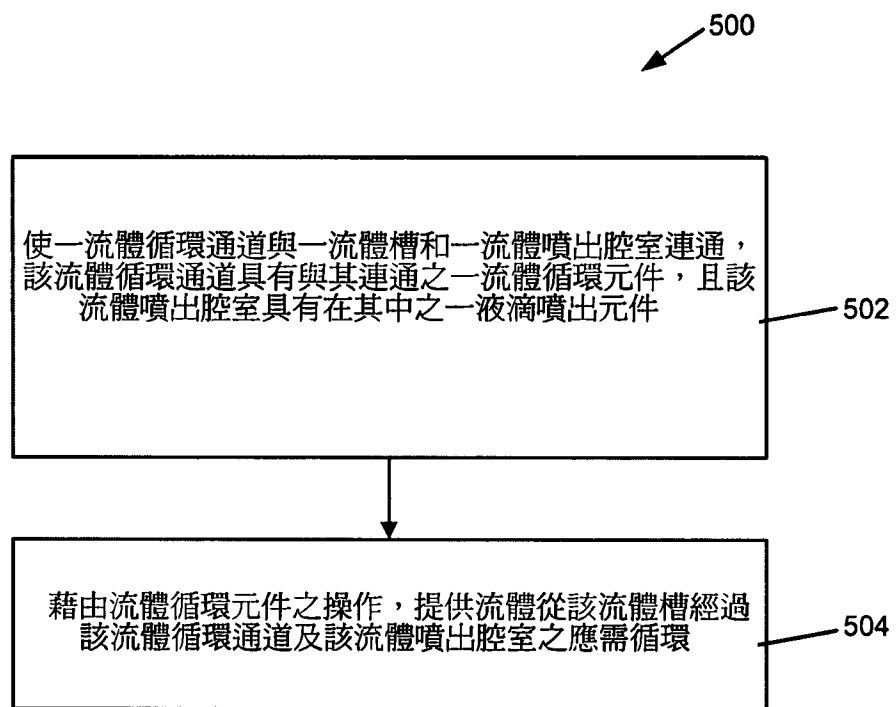 500
使一流體循環通道與一流體槽和一流體噴出腔室連通，
該流體循環通道具有與其連通之一流體循環元件，且該
流體噴出腔室具有在其中之一液滴噴出元件
502
藉由流體循環元件之操作，提供流體從該流體槽經過
該流體循環通道及該流體噴出腔室之應需循環
504